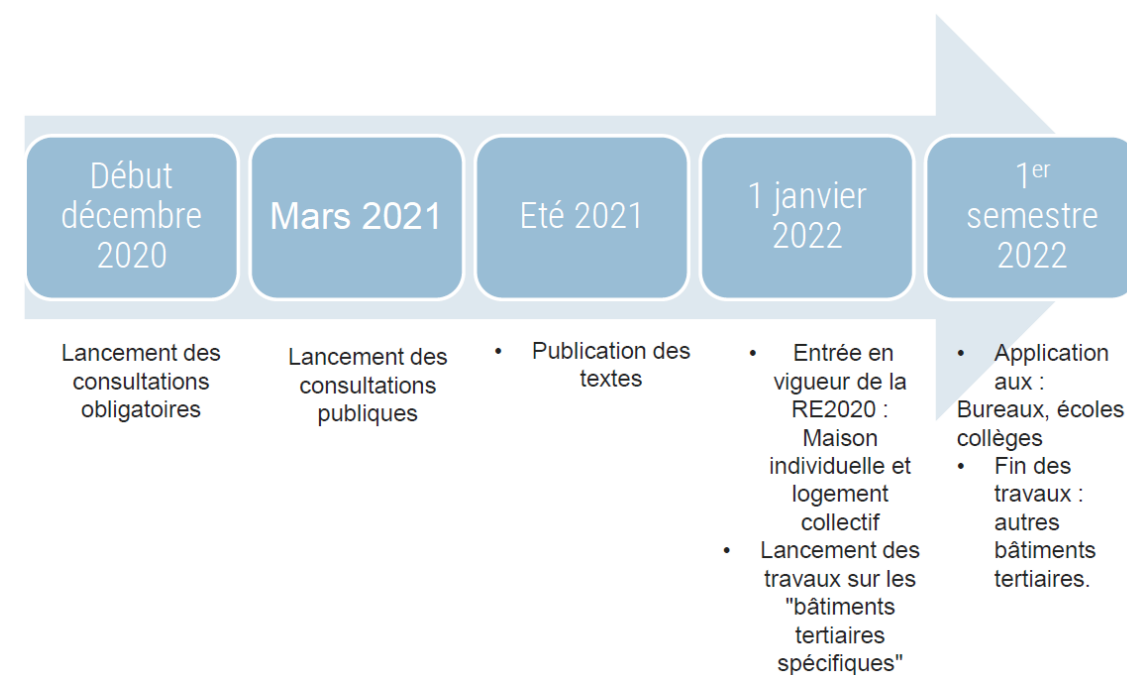 Début
décembre
2020
Mars 2021
Eté 2021
1 janvier
2022
1er
semestre
2022
Lancement des
consultations
obligatoires
Lancement des
consultations
publiques
• Publication des
textes
• Entrée en
vigueur de la
RE2020 :
Maison
individuelle et
logement
collectif
• Lancement des
travaux sur les
"bâtiments
tertiaires
spécifiques"
• Application
aux :
Bureaux, écoles
collèges
• Fin des
travaux :
autres
bâtiments
tertiaires.